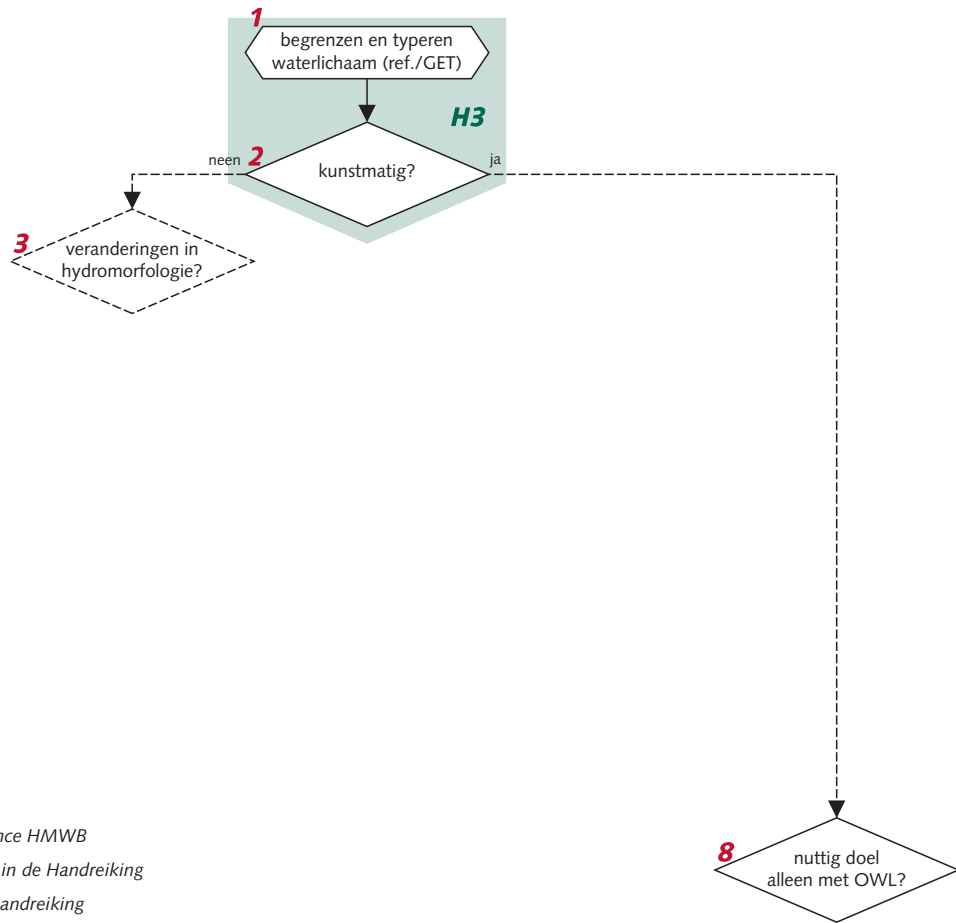 1
begrenzen en typeren
waterlichaam (ref./GET)
H3
neen
2
kunstmatig?
ja
3
veranderingen in
hydromorfologie?
HMWB
in de Handreiking
8
nuttig doel
alleen met OWL?